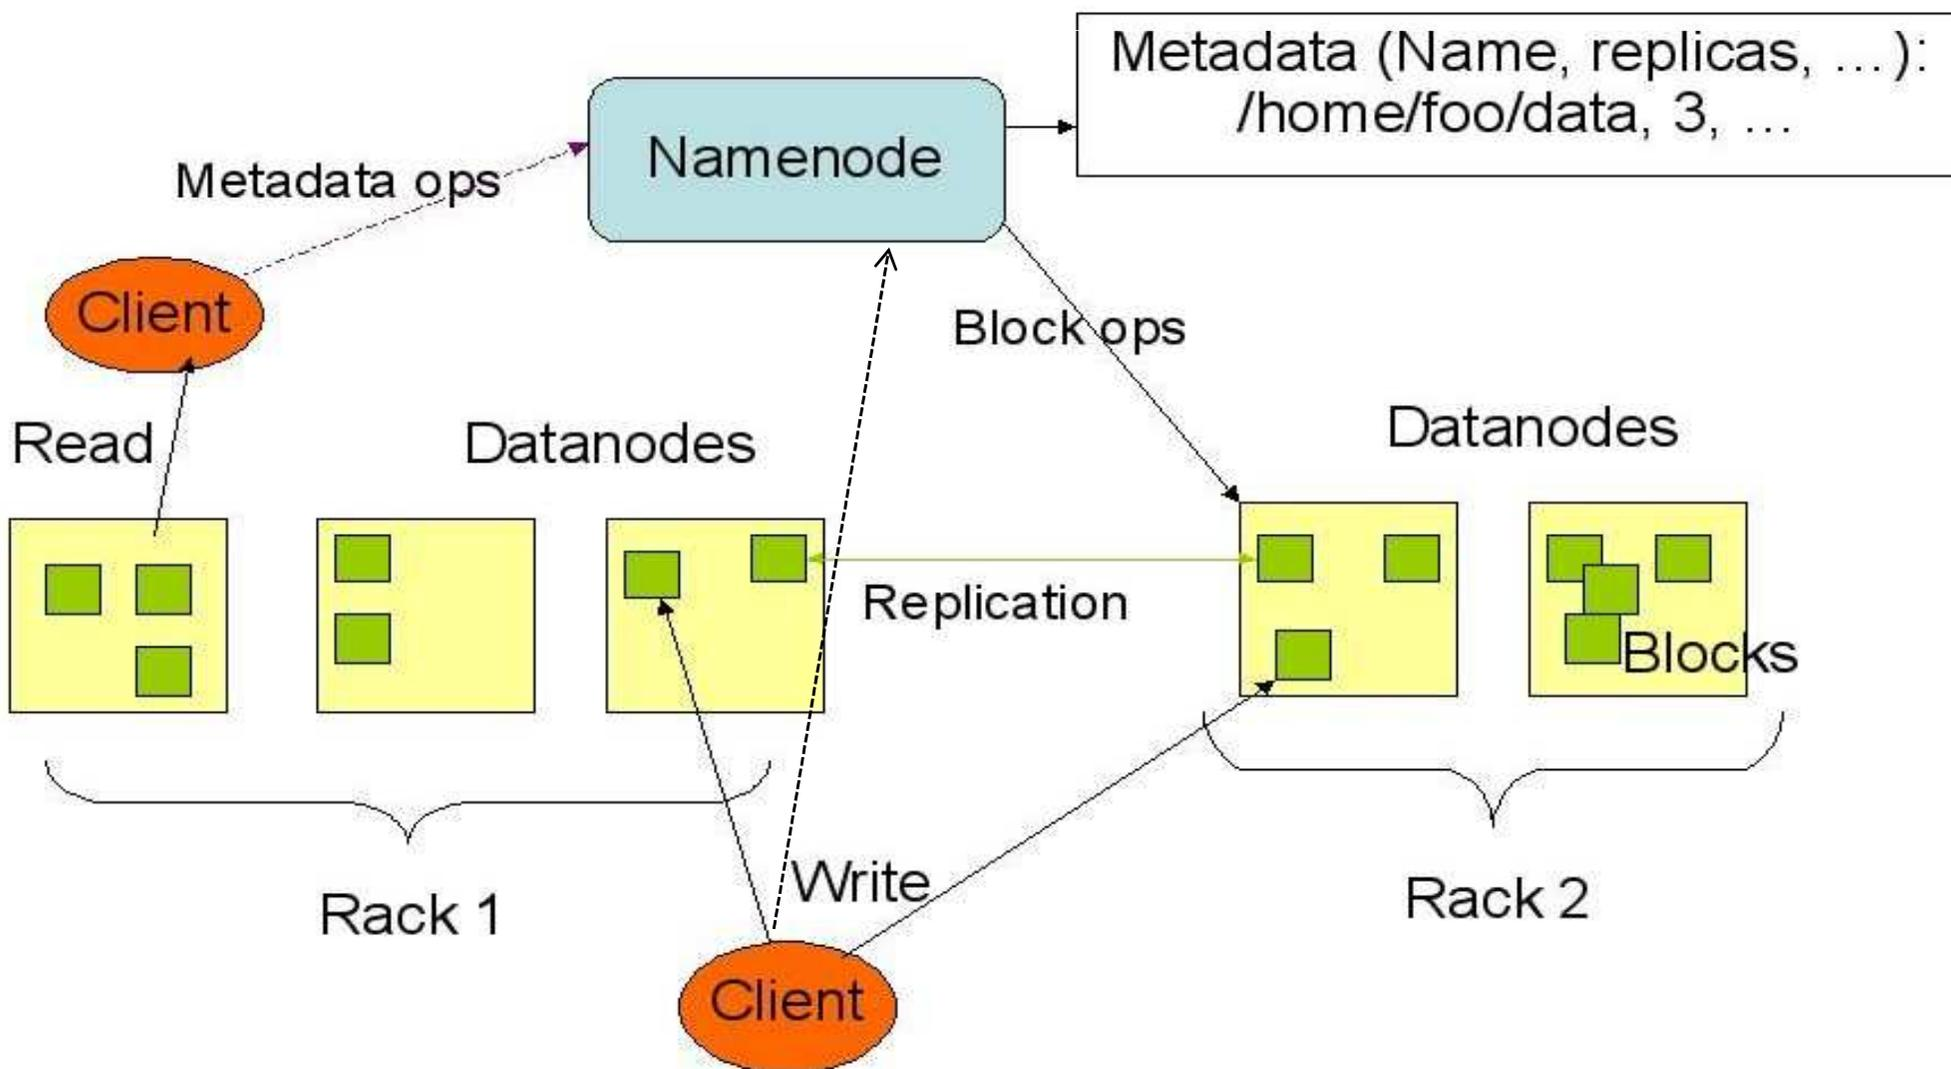 Metadata (Name, replicas, …):
/home/foo/data, 3, …
Namenode
Metadata ops
Client
Block ops
Read
Datanodes
Datanodes
Replication
Blocks
Rack 1
Write
Rack 2
Client